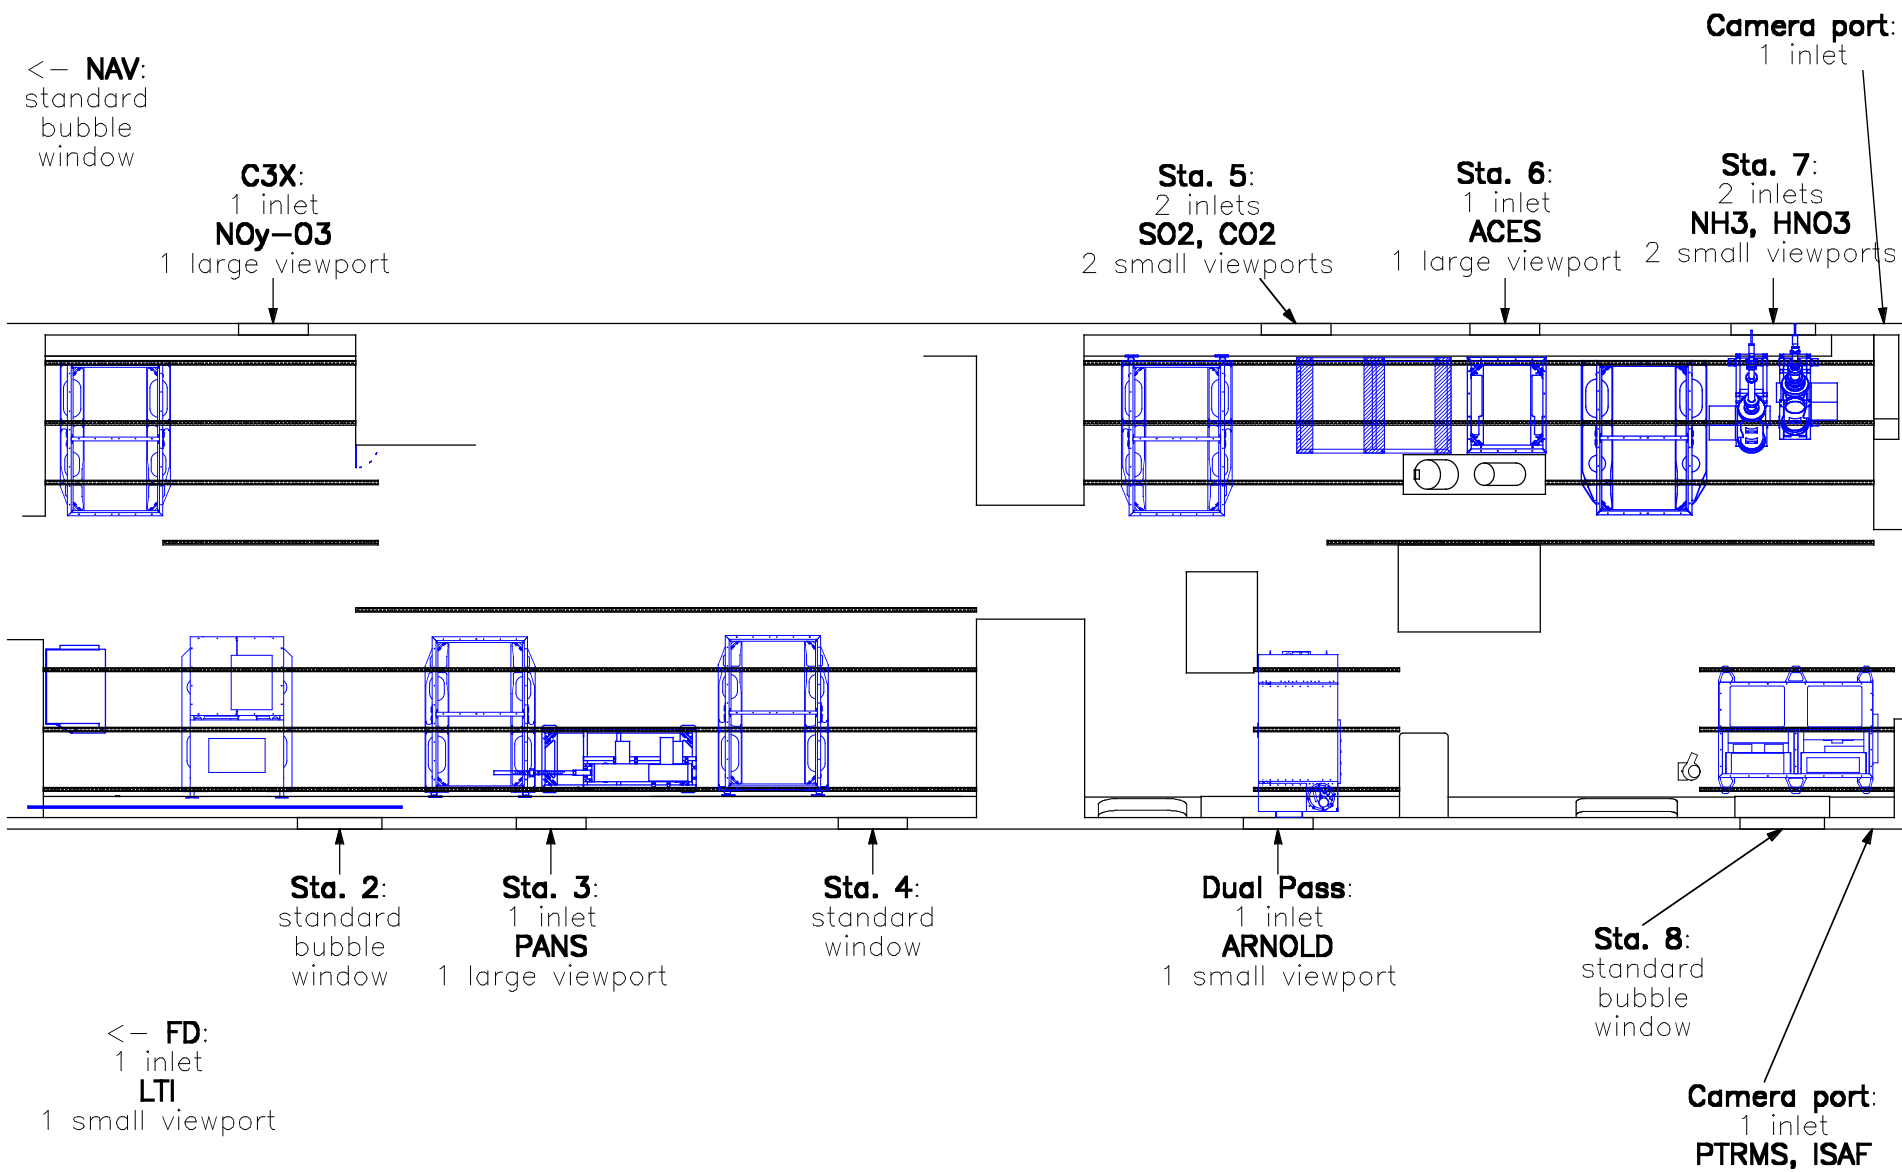 Camera port:
1 inlet
<- NAV:
standard
bubble
window
C3X:
1 inlet
NOy-O3
1 large viewport
Sta. 5:
2 inlets
SO2, CO2
2 small viewports
Sta. 6:
1 inlet
ACES
1 large viewport
Sta. 7:
2 inlets
NH3, HNO3
2 small viewports
Sta. 2:
standard
bubble
window
Sta. 3:
1 inlet
PANS
1 large viewport
Sta. 4:
standard
window
Dual Pass:
1 inlet
ARNOLD
1 small viewport
Sta. 8:
standard
bubble
window
<- FD:
1 inlet
LTI
1 small viewport
Camera port:
1 inlet
PTRMS, ISAF